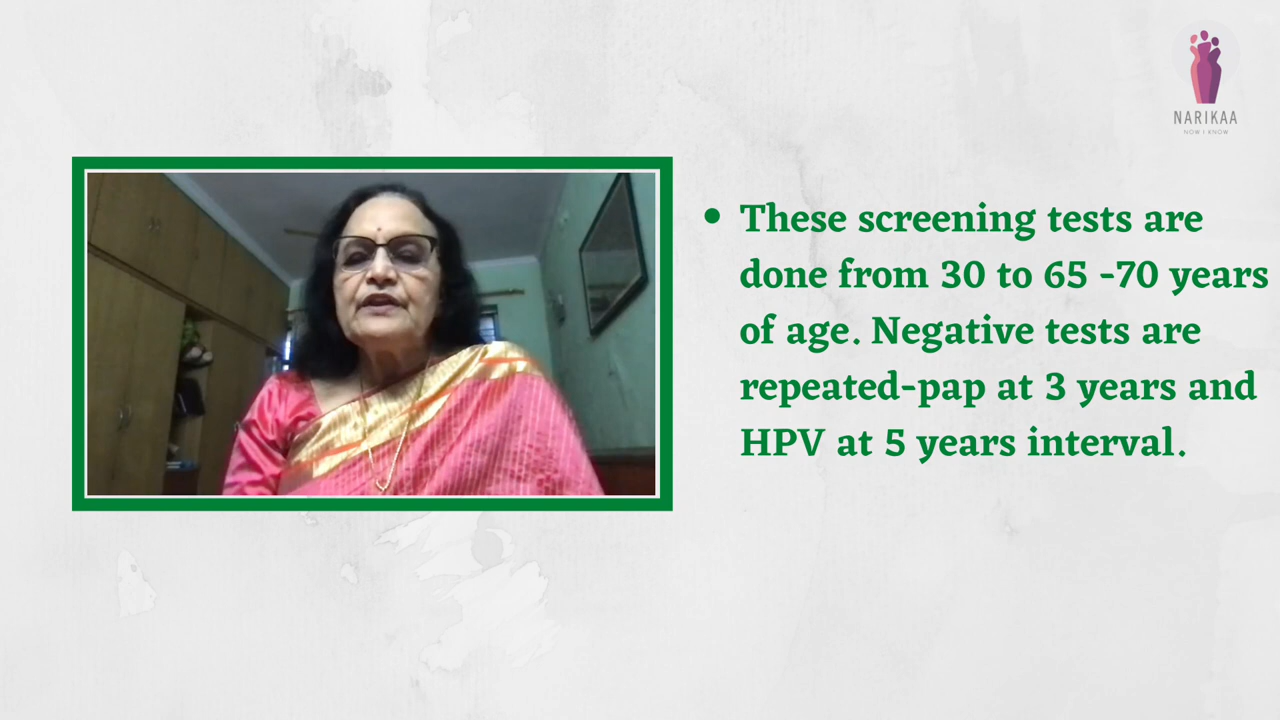 NARIKAA
NOW I KNOW
These screening tests are
done from 30 to 65 -70 years
of age. Negative tests are
repeated-pap at 3 years and
HPV at 5 years interval.